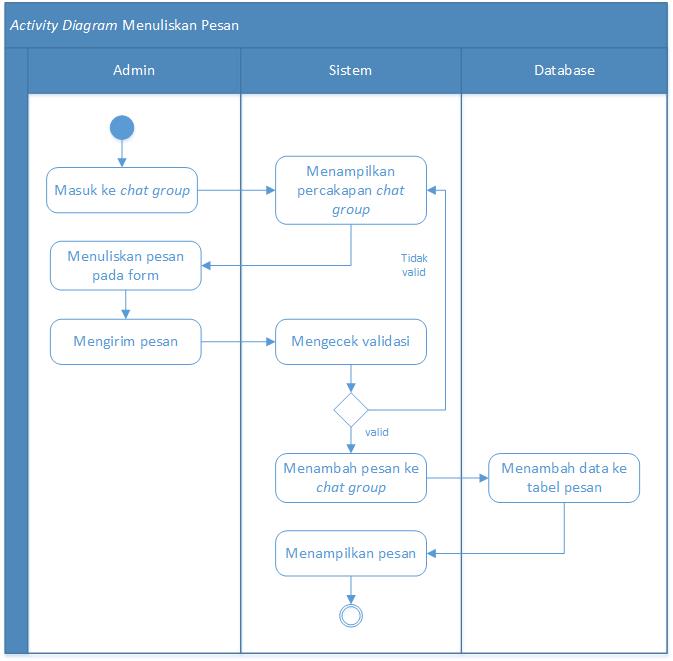 Activity Diagram Menuliskan Pesan
Admin
Sistem
Database
Masuk ke chat group
Menampilkan
percakapan chat
group
Menuliskan pesan
pada form
Tidak
valid
Mengirim pesan
Mengecek validasi
valid
Menambah pesan ke
chat group
Menambah data ke
tabel pesan
Menampilkan pesan